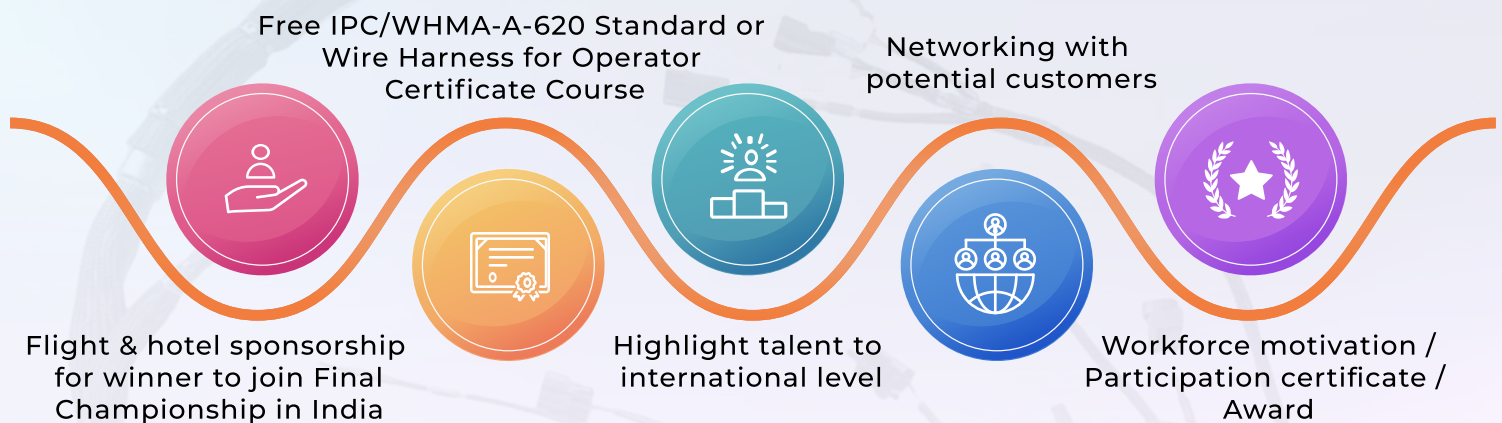 Free IPC/WHMA-A-620 Standard or
Wire Harness for Operator
Certificate Course
Networking with
potential customers
Flight & hotel sponsorship
for winner to join Final
Championship in India
Highlight talent to
international level
Workforce motivation /
Participation certificate /
Award